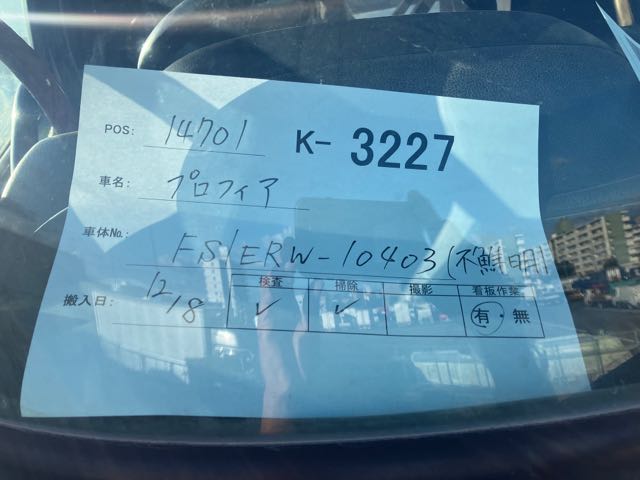 POS: 14701 K- 3227
車名: プロフィア
車体No. FS1ERW-10403(不鮮明)
検査 掃除 撮影 看板作業
搬入日: 12/8 ✓ ✓ 有・無